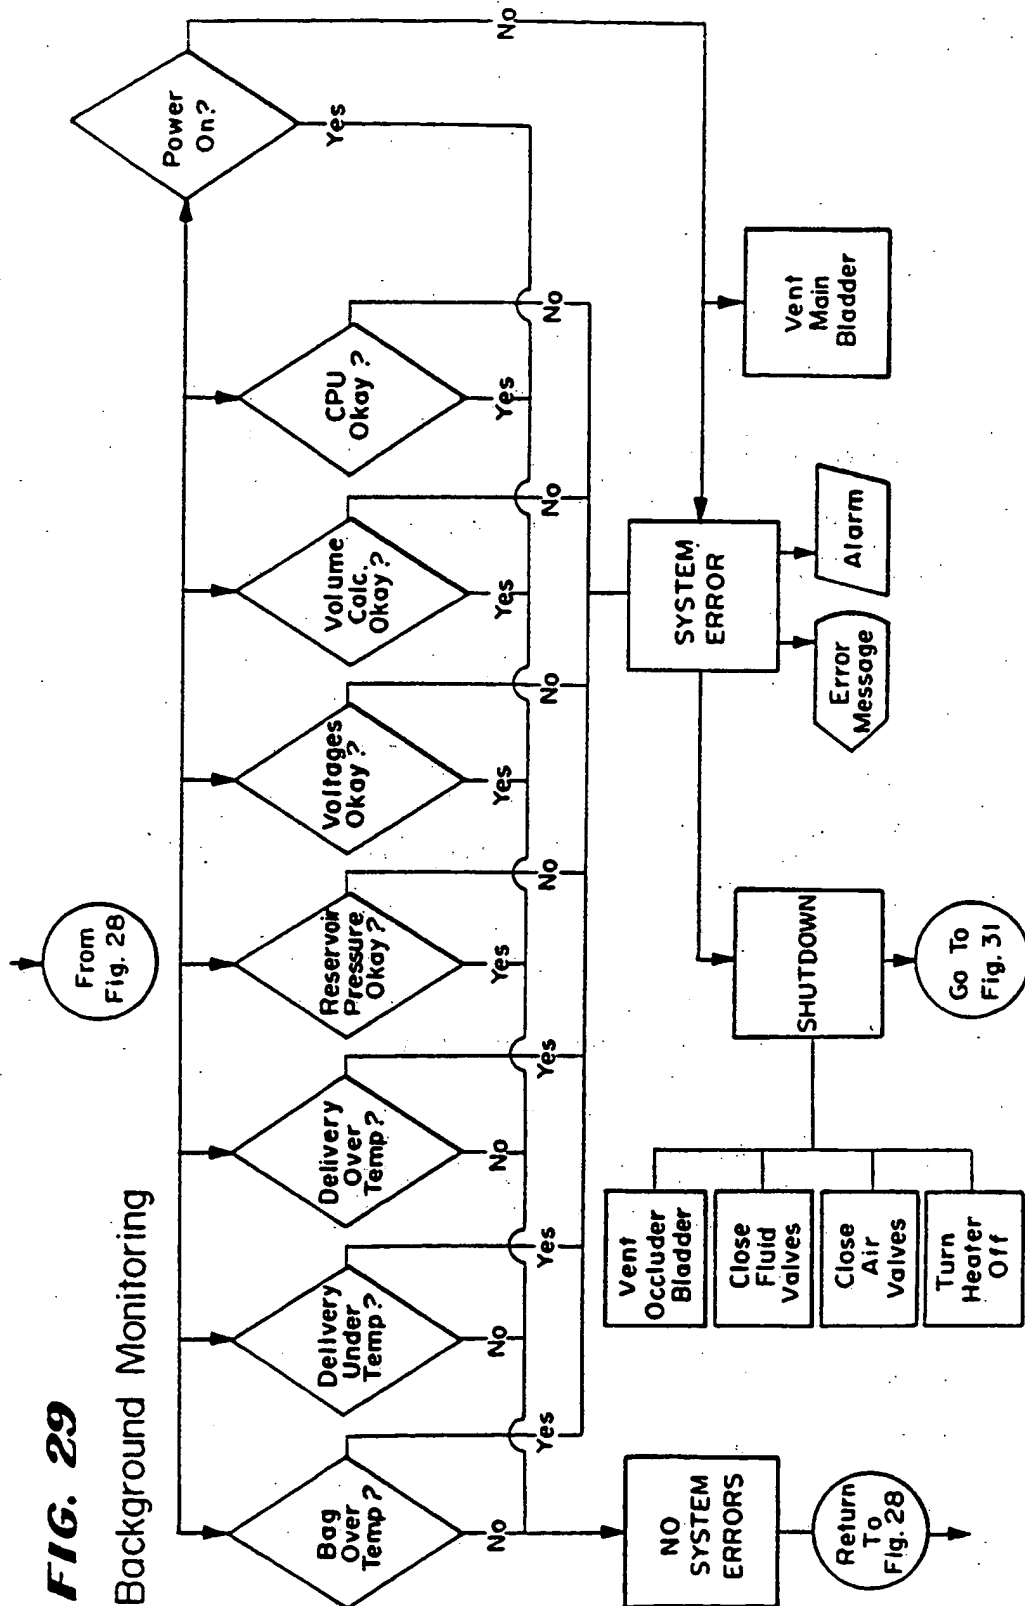 FIG. 29
Background Monitoring
From
Fig. 28
Bag
Over
Temp?
No
Yes
Delivery
Under
Temp?
No
Yes
Delivery
Over
Temp?
No
Yes
Reservoir
Pressure
Okay?
Yes
No
Voltages
Okay?
Yes
No
Volume
Calc.
Okay?
Yes
No
CPU
Okay?
Yes
No
Power
On?
Yes
No
NO
SYSTEM
ERRORS
Return
To
Fig. 28
SYSTEM
ERROR
Error
Message
Alarm
Vent
Main
Bladder
SHUTDOWN
Go To
Fig. 31
Vent
Occluder
Bladder
Close
Fluid
Valves
Close
Air
Valves
Turn
Heater
Off